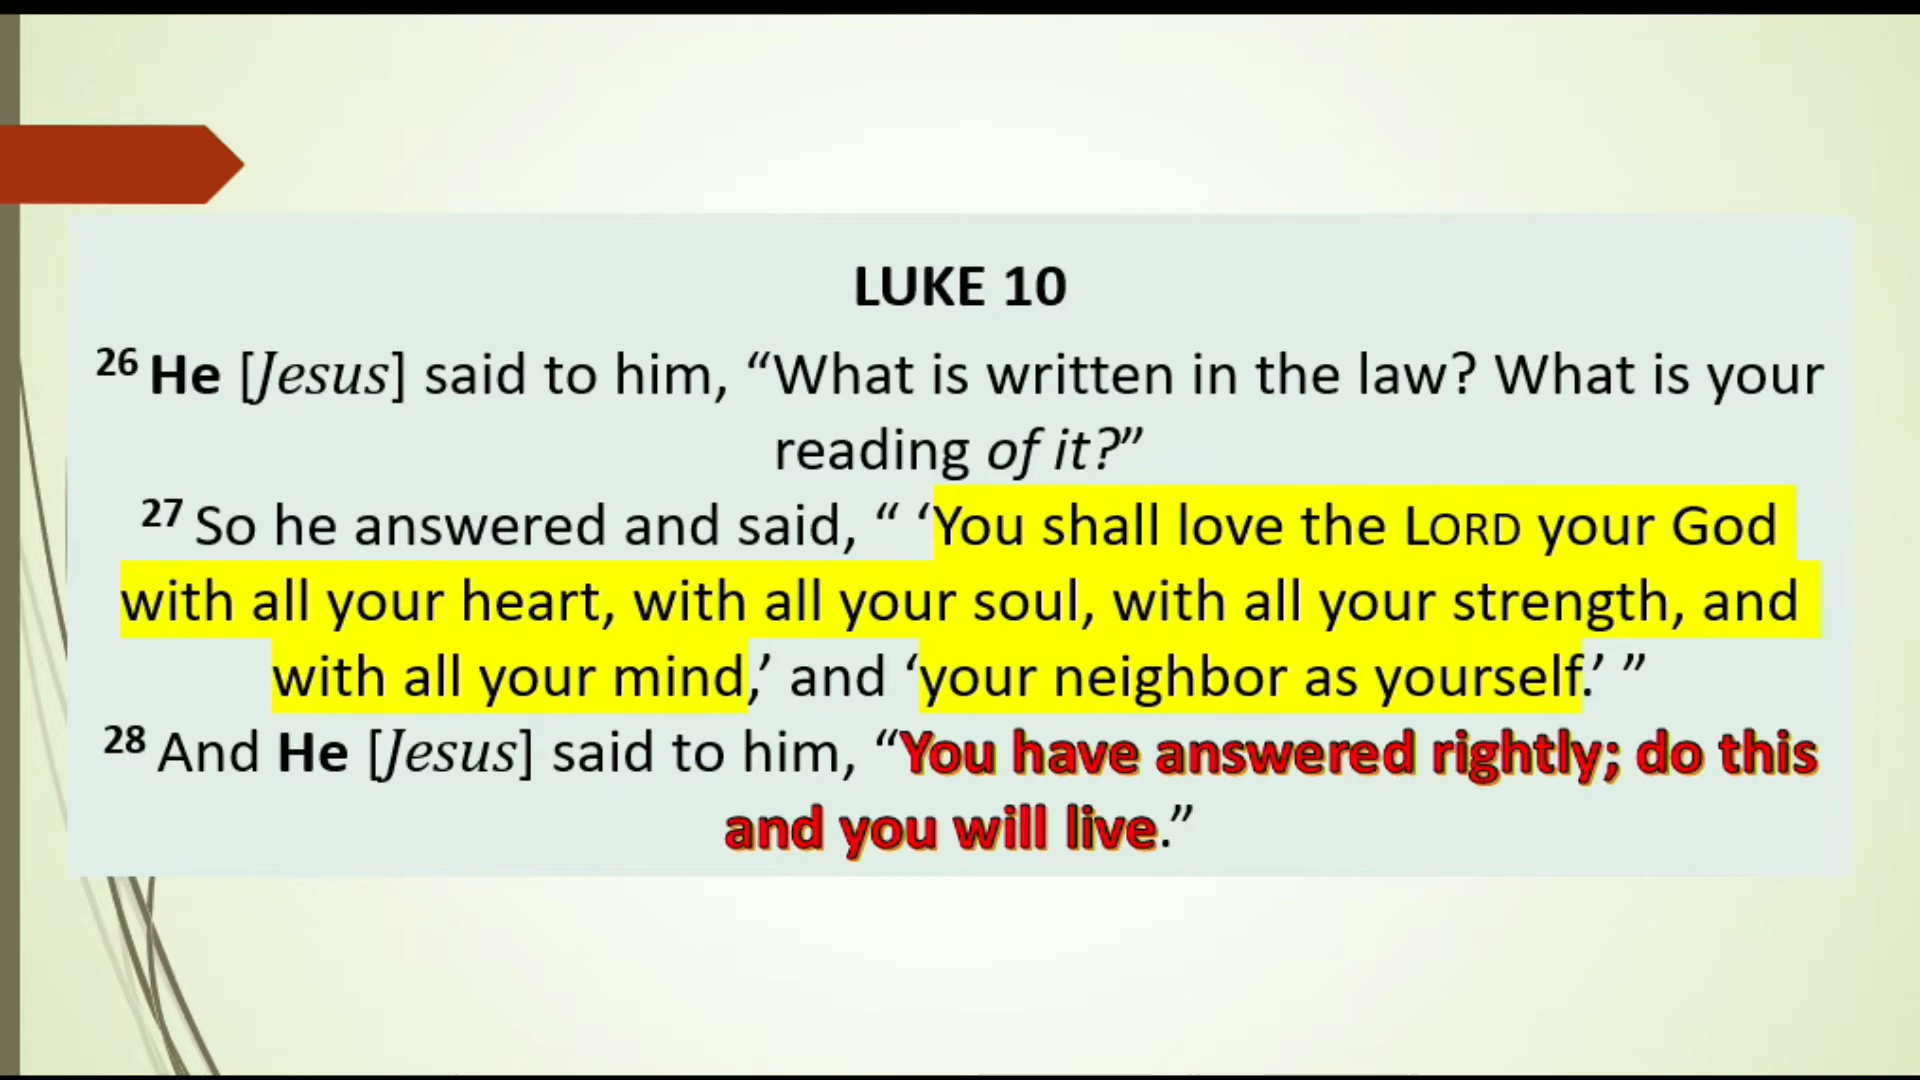 LUKE 10
26 He [Jesus] said to him, “What is written in the law? What is your
reading of it?”
27 So he answered and said, “ ‘You shall love the LORD your God
with all your heart, with all your soul, with all your strength, and
with all your mind,’ and ‘your neighbor as yourself.’ ”
28 And He [Jesus] said to him, “You have answered rightly; do this
and you will live.”